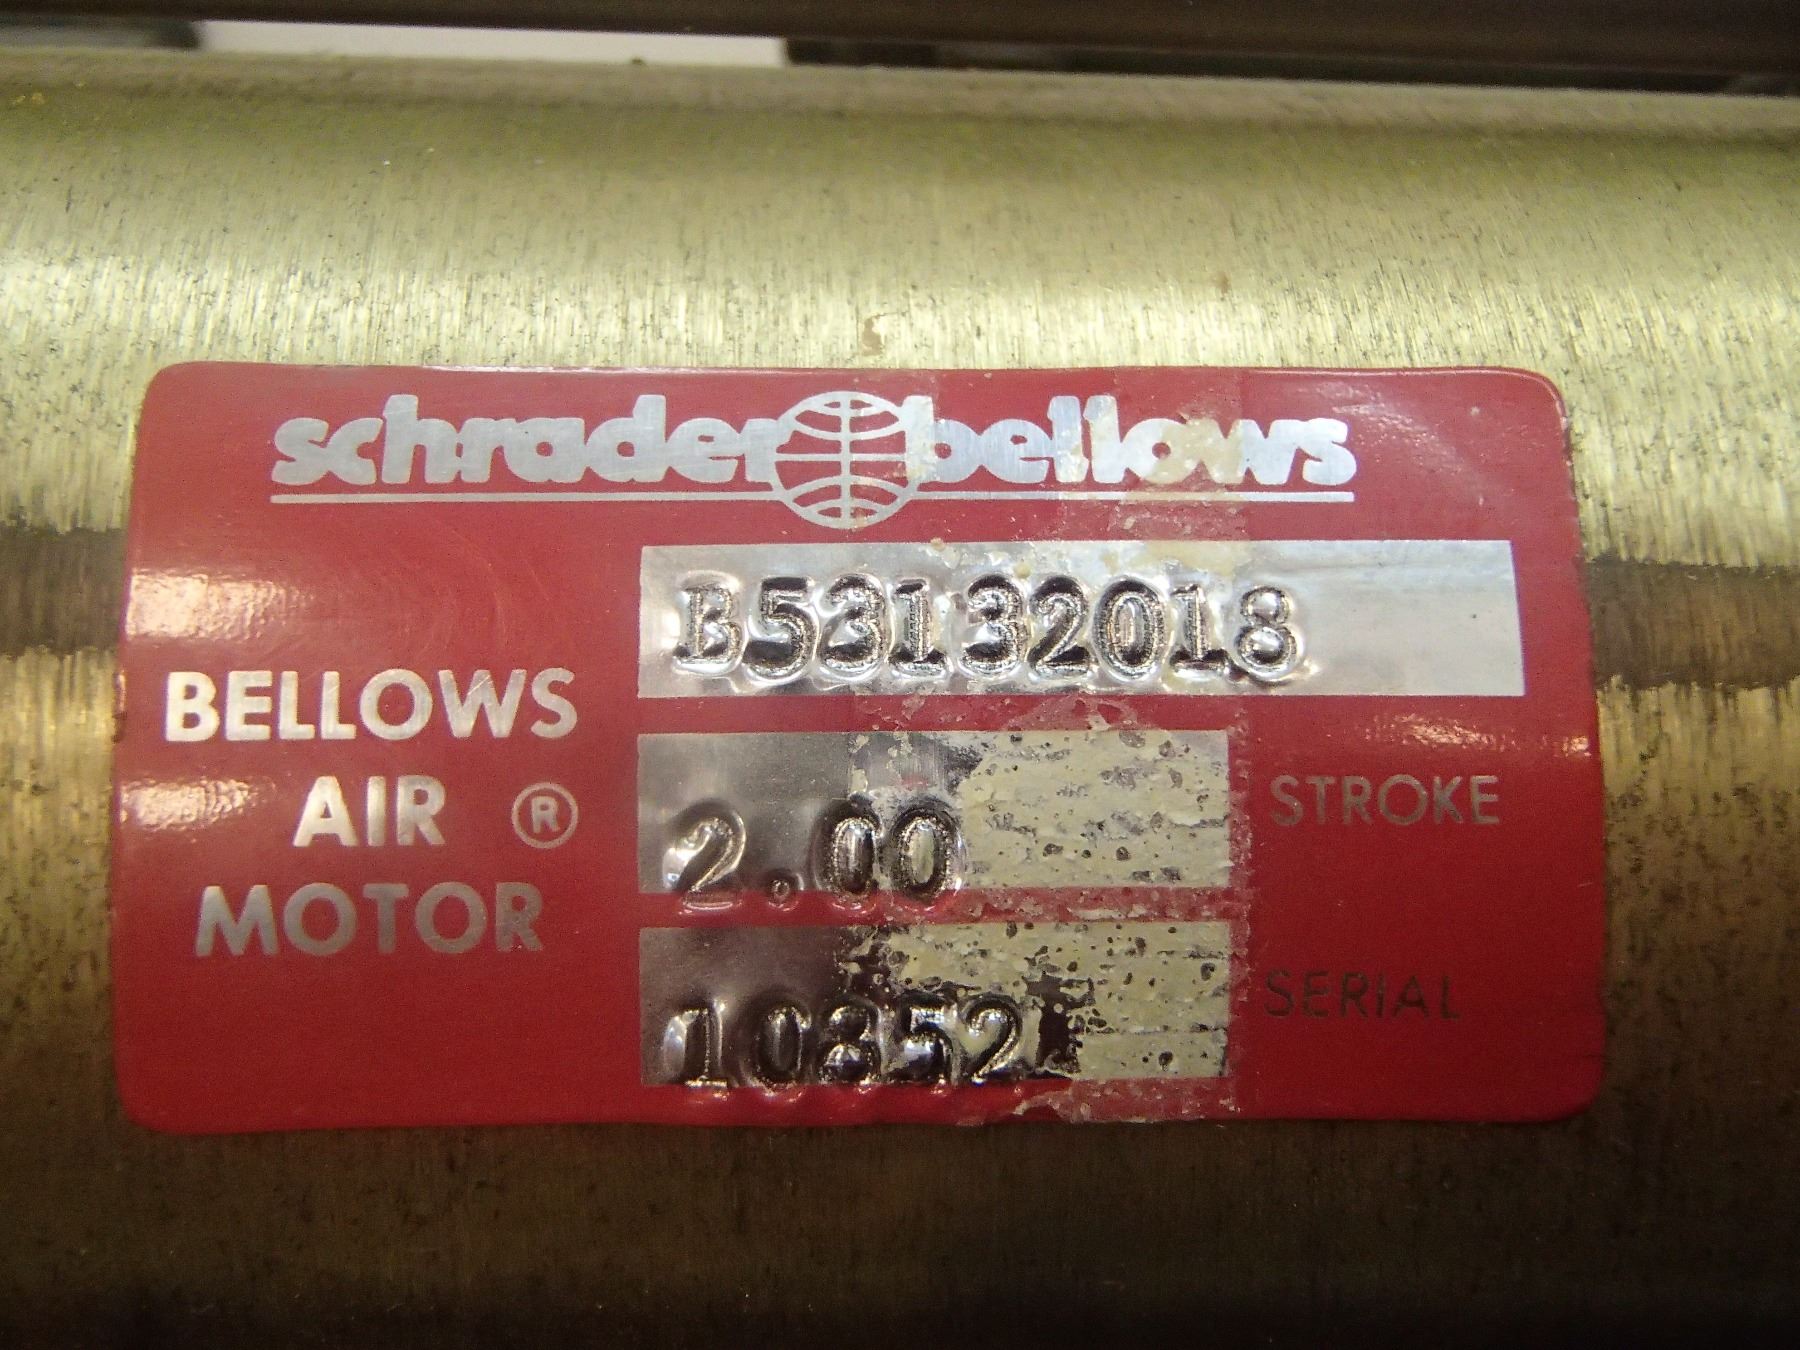 schrader bellows
B53132018
BELLOWS
AIR ®
MOTOR
2.00 STROKE
10352 SERIAL